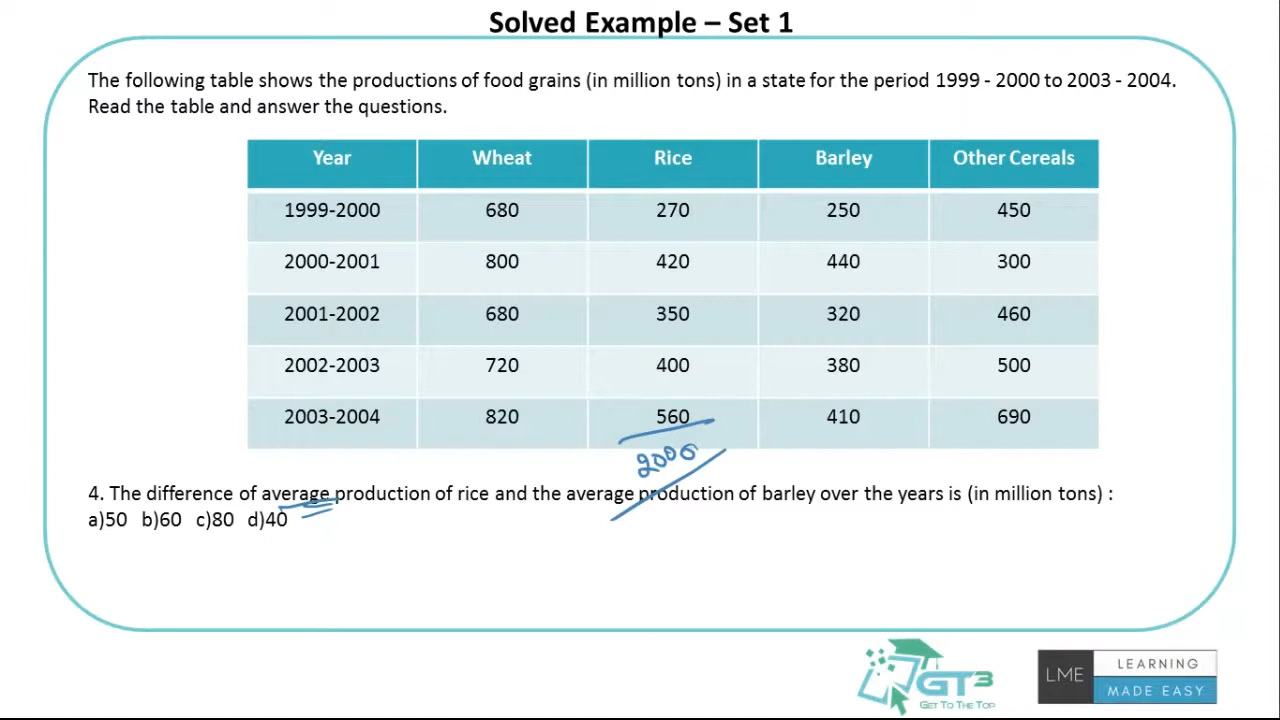 Solved Example – Set 1
The following table shows the productions of food grains (in million tons) in a state for the period 1999 - 2000 to 2003 - 2004.
Read the table and answer the questions.
Year Wheat Rice Barley Other Cereals
1999-2000 680 270 250 450
2000-2001 800 420 440 300
2001-2002 680 350 320 460
2002-2003 720 400 380 500
2003-2004 820 560 410 690
2000
4. The difference of average production of rice and the average production of barley over the years is (in million tons) :
a)50 b)60 c)80 d)40
GT3
GET TO THE TOP
LME
LEARNING
MADE EASY